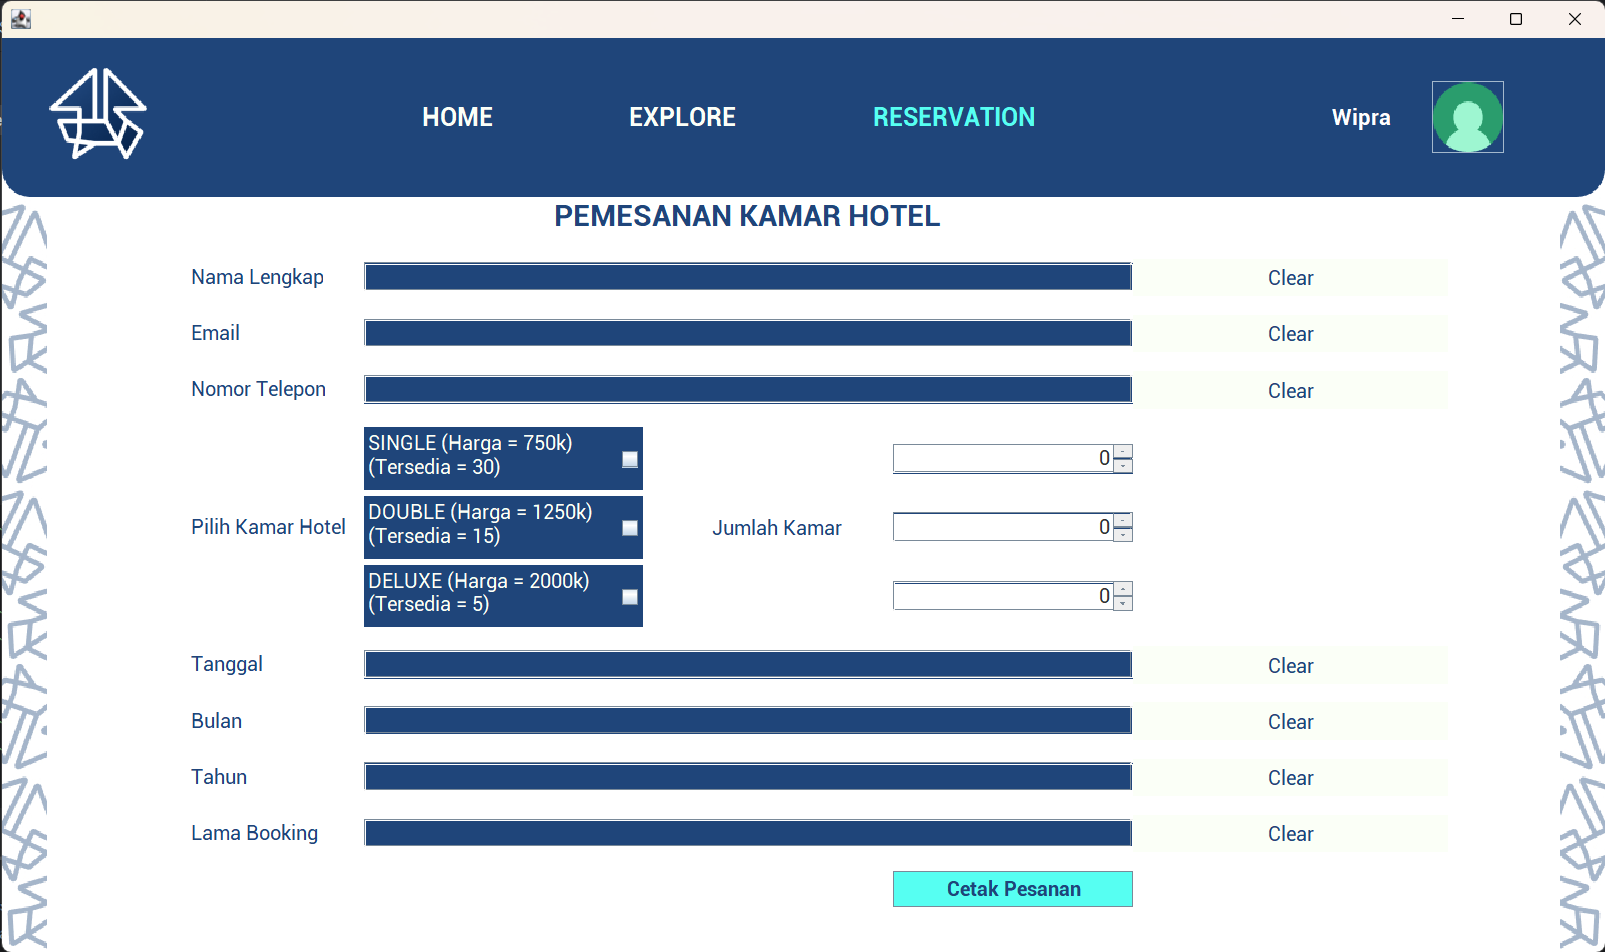 HOME EXPLORE RESERVATION Wipra
PEMESANAN KAMAR HOTEL
Nama Lengkap Clear
Email Clear
Nomor Telepon Clear
SINGLE (Harga = 750k)
(Tersedia = 30)
0
Pilih Kamar Hotel
DOUBLE (Harga = 1250k)
(Tersedia = 15)
Jumlah Kamar
0
DELUXE (Harga = 2000k)
(Tersedia = 5)
0
Tanggal Clear
Bulan Clear
Tahun Clear
Lama Booking Clear
Cetak Pesanan